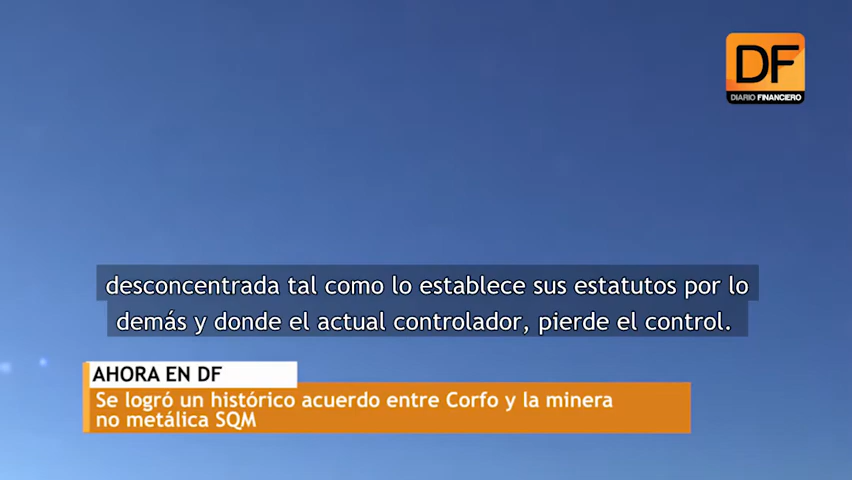 DF
DIARIO FINANCIERO
desconcentrada tal como lo establece sus estatutos por lo
demás y donde el actual controlador, pierde el control.
AHORA EN DF
Se logró un histórico acuerdo entre Corfo y la minera
no metálica SQM